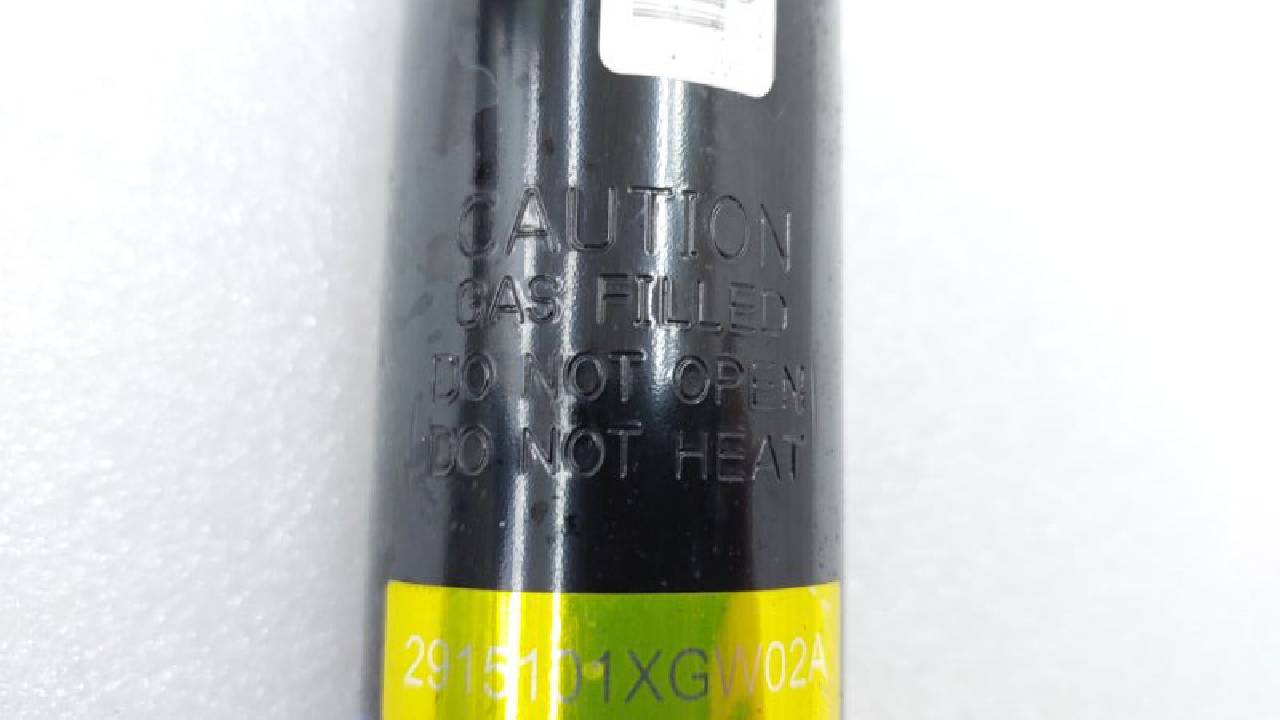 CAUTION
GAS FILLED
DO NOT OPEN
DO NOT HEAT
2915101XGW02A